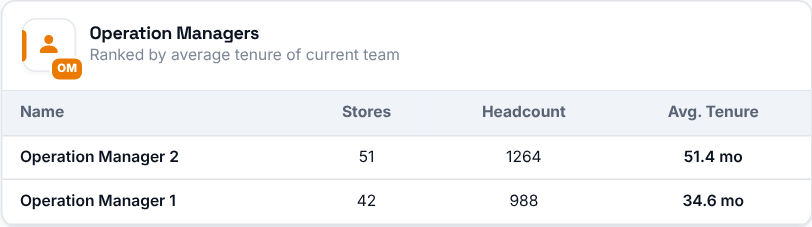 Operation Managers
Ranked by average tenure of current team
OM
Name Stores Headcount Avg. Tenure
Operation Manager 2 51 1264 51.4 mo
Operation Manager 1 42 988 34.6 mo